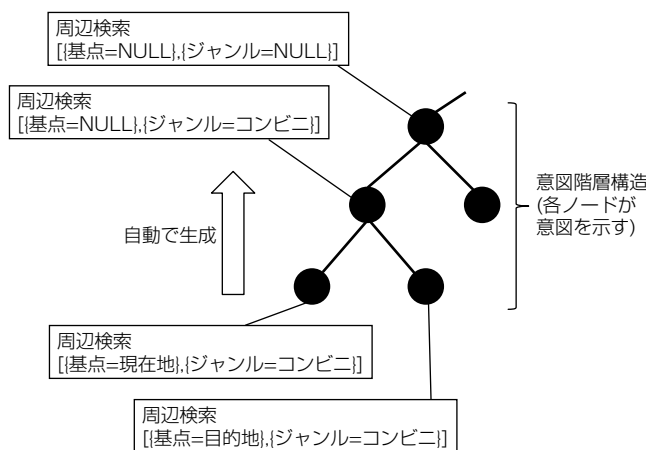 周辺検索
[{基点=NULL},{ジャンル=NULL}]
周辺検索
[{基点=NULL},{ジャンル=コンビニ}]
意図階層構造
(各ノードが
意図を示す)
自動で生成
周辺検索
[{基点=現在地},{ジャンル=コンビニ}]
周辺検索
[{基点=目的地},{ジャンル=コンビニ}]